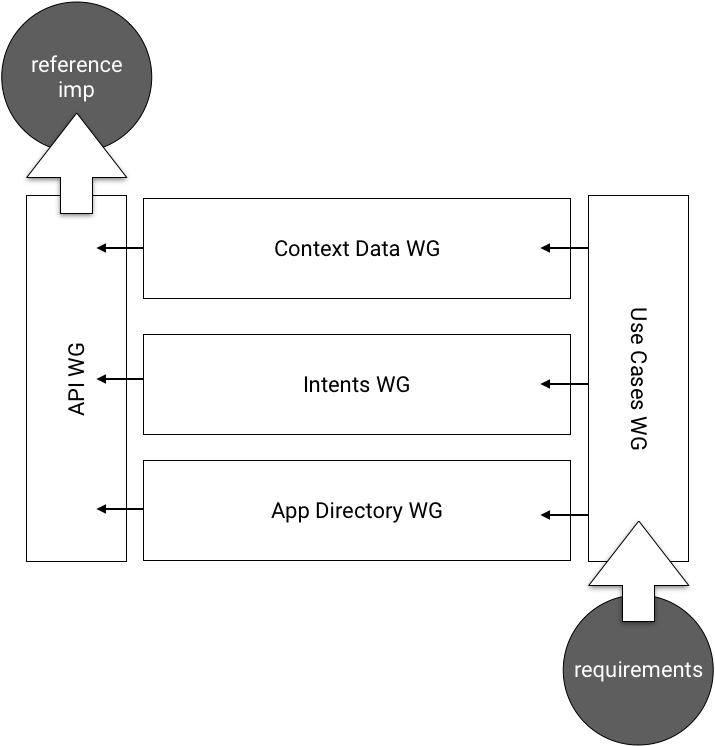 reference
imp
Context Data WG
API WG
Intents WG
Use Cases WG
App Directory WG
requirements